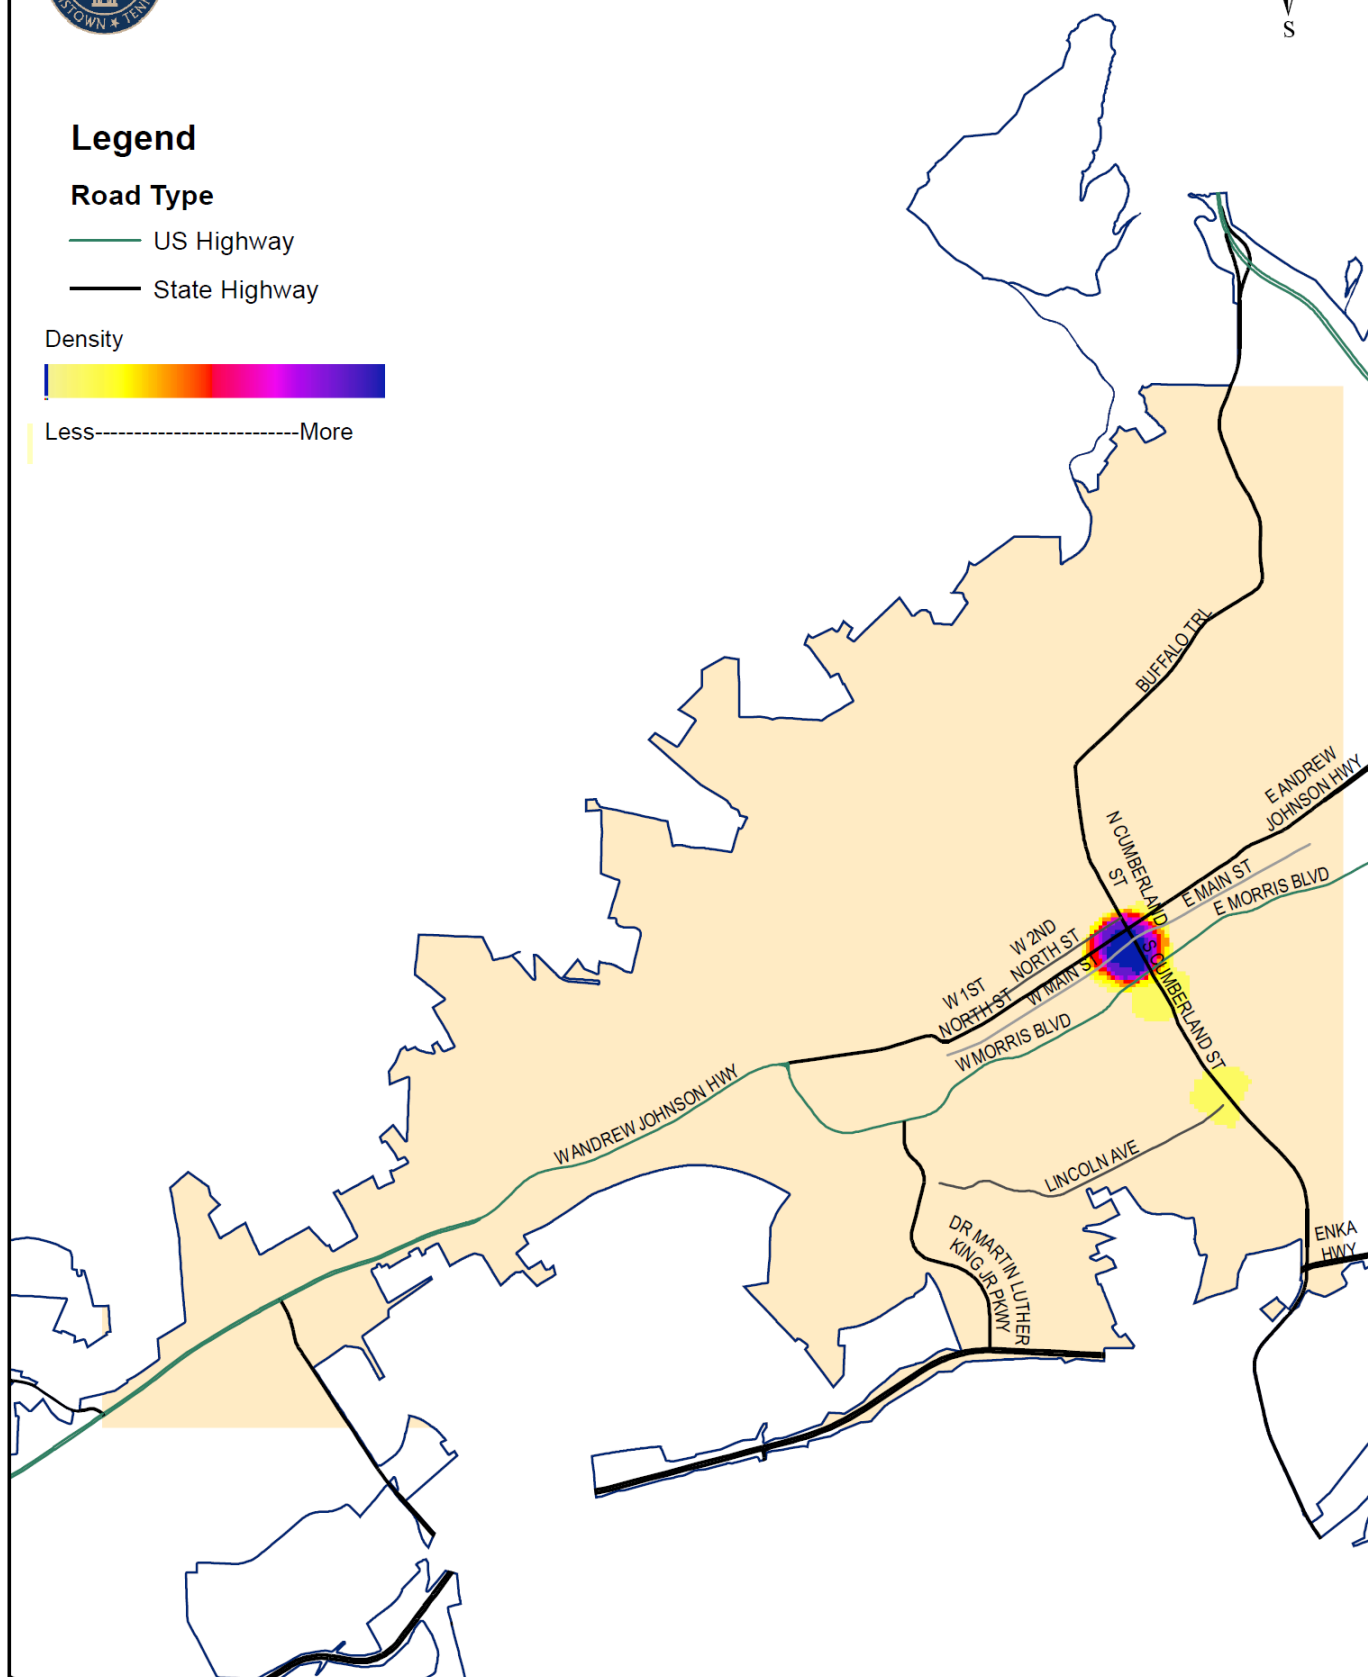 STOWN ★ TEN
S
Legend
Road Type
US Highway
State Highway
Density
Less--------------------------More
BUFFALO TRL
E ANDREW
JOHNSON HWY
N CUMBERLAND
ST
E MAIN ST
E MORRIS BLVD
W 2ND
NORTH ST
W 1ST
NORTH ST
W MAIN ST
S CUMBERLAND ST
W MORRIS BLVD
W ANDREW JOHNSON HWY
LINCOLN AVE
DR MARTIN LUTHER
KING JR PKWY
ENKA
HWY